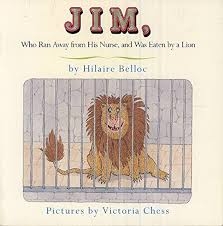 JIM,
Who Ran Away from His Nurse, and Was Eaten by a Lion
by Hilaire Belloc
Pictures by Victoria Chess